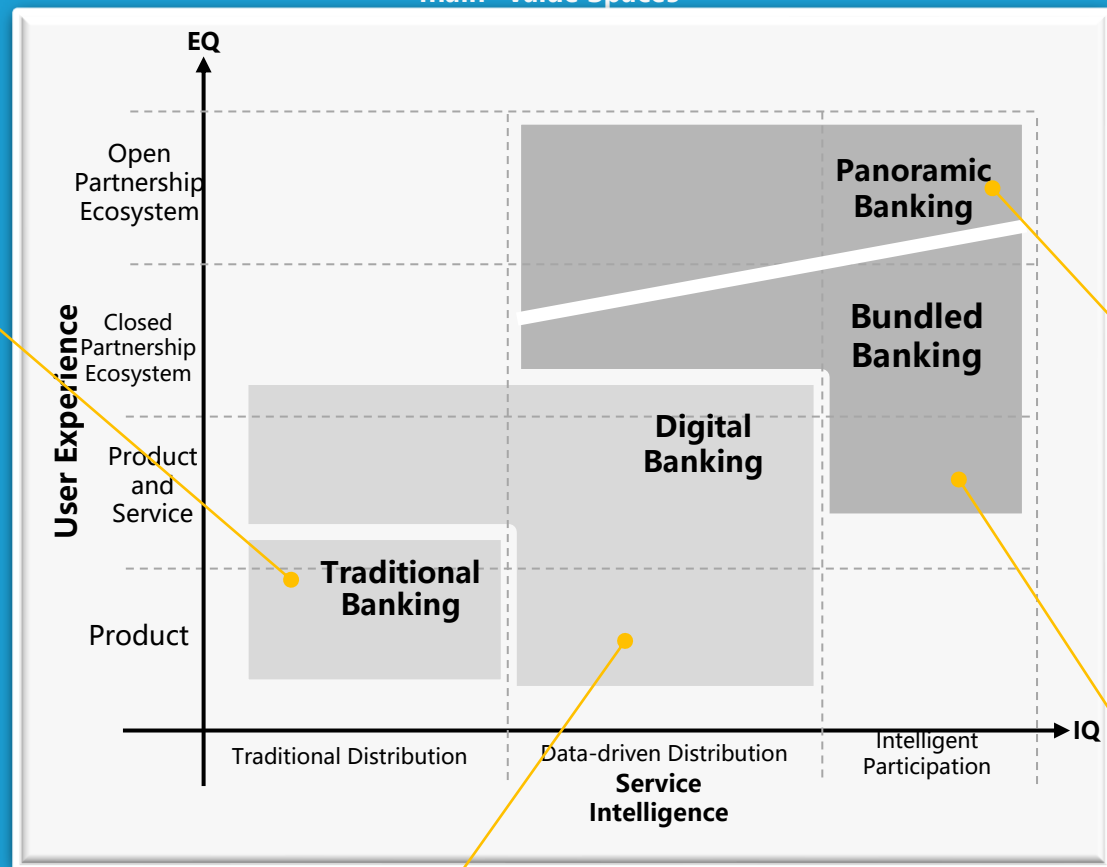 EQ
Open
Partnership
Ecosystem
Panoramic
Banking
Closed
Partnership
Ecosystem
Bundled
Banking
User Experience
Digital
Banking
Product
and
Service
Traditional
Banking
Product
IQ
Traditional Distribution
Data-driven Distribution
Intelligent
Participation
Service
Intelligence